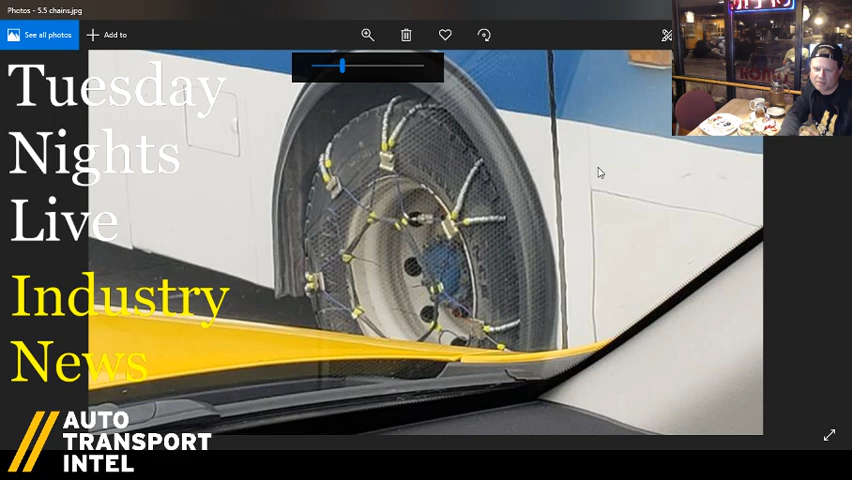 Photos - 5.5 chains.jpg
See all photos
Add to
Tuesday
Nights
Live
Industry
News
AUTO
TRANSPORT
INTEL